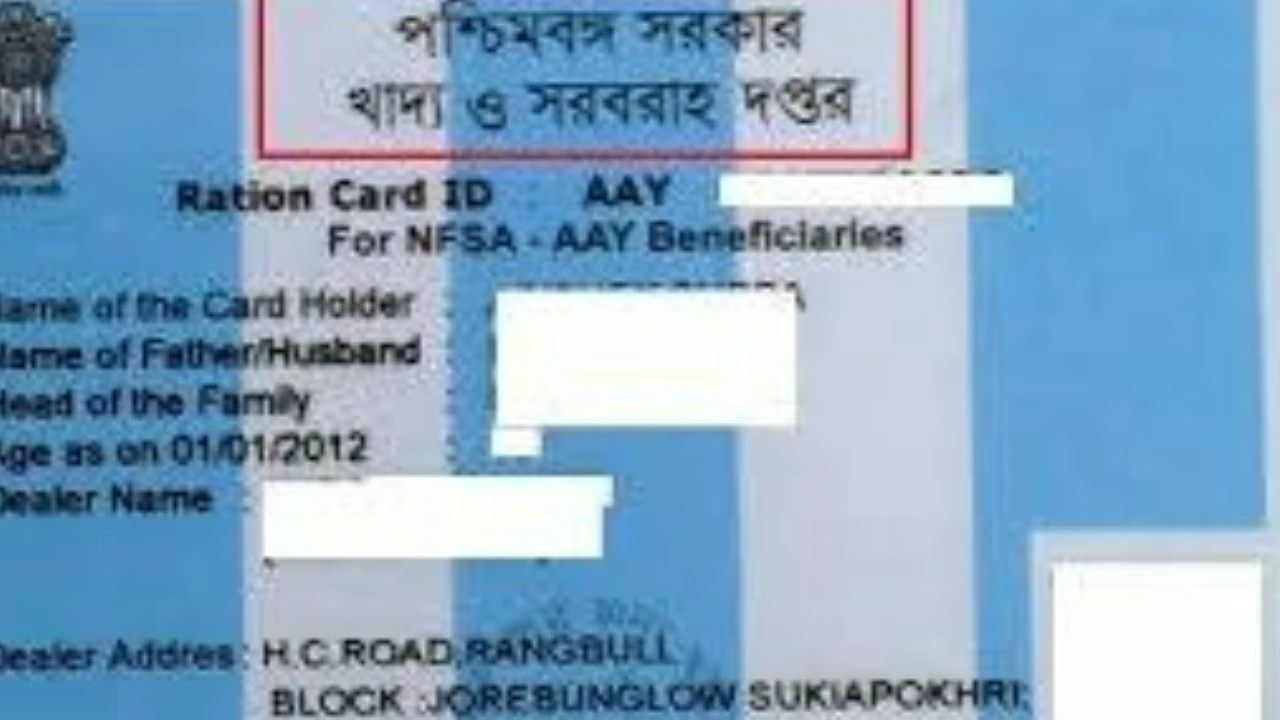 পশ্চিমবঙ্গ সরকার
খাদ্য ও সরবরাহ দপ্তর
Ration Card ID : AAY
For NFSA - AAY Beneficiaries
ame of the Card Holder :
ame of Father/Husband :
ead of the Family :
ge as on 01/01/2012 :
ealer Name :
ealer Addres : H.C.ROAD,RANGBULL
BLOCK :JOREBUNGLOW SUKIAPOKHRI;